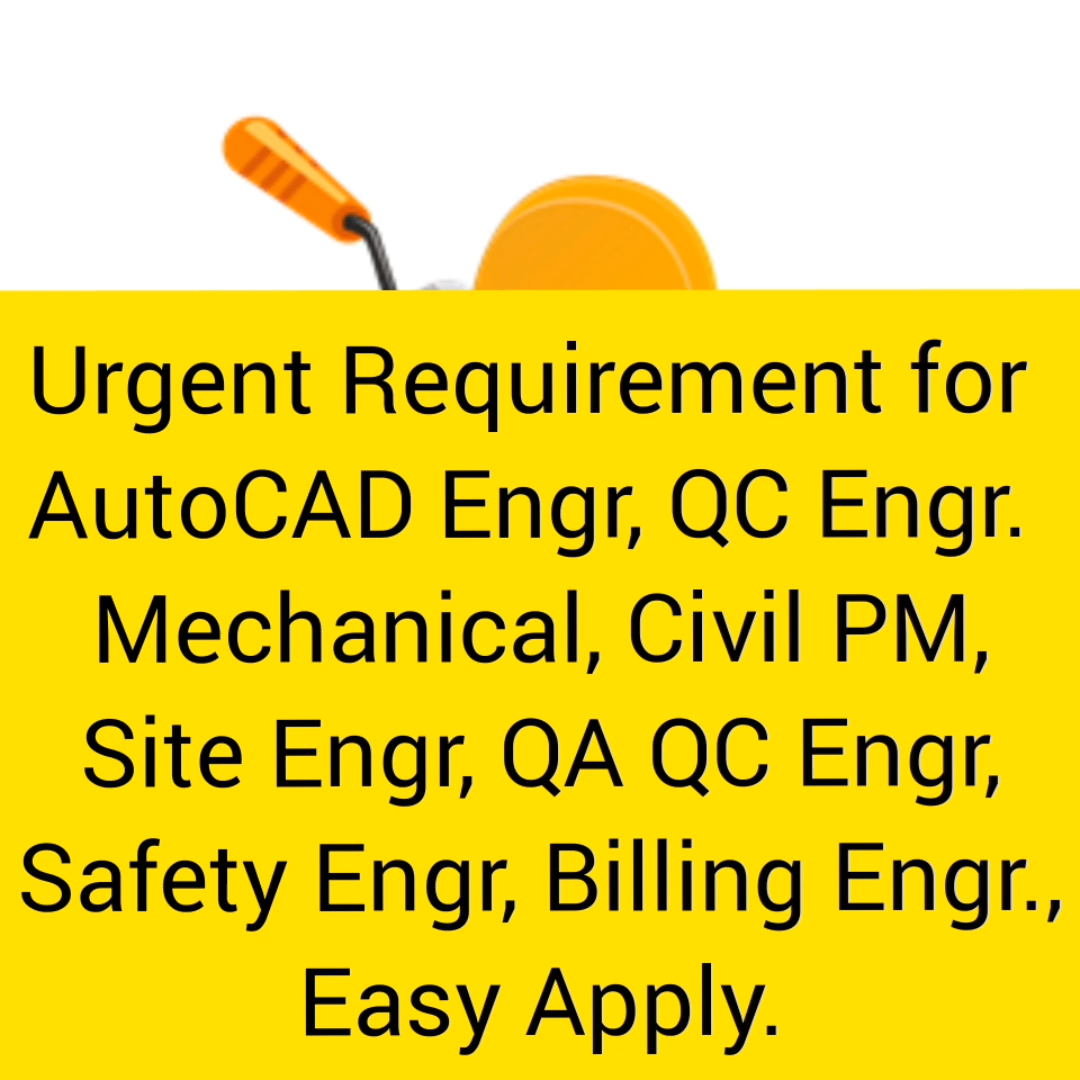 Urgent Requirement for
AutoCAD Engr, QC Engr.
Mechanical, Civil PM,
Site Engr, QA QC Engr,
Safety Engr, Billing Engr.,
Easy Apply.